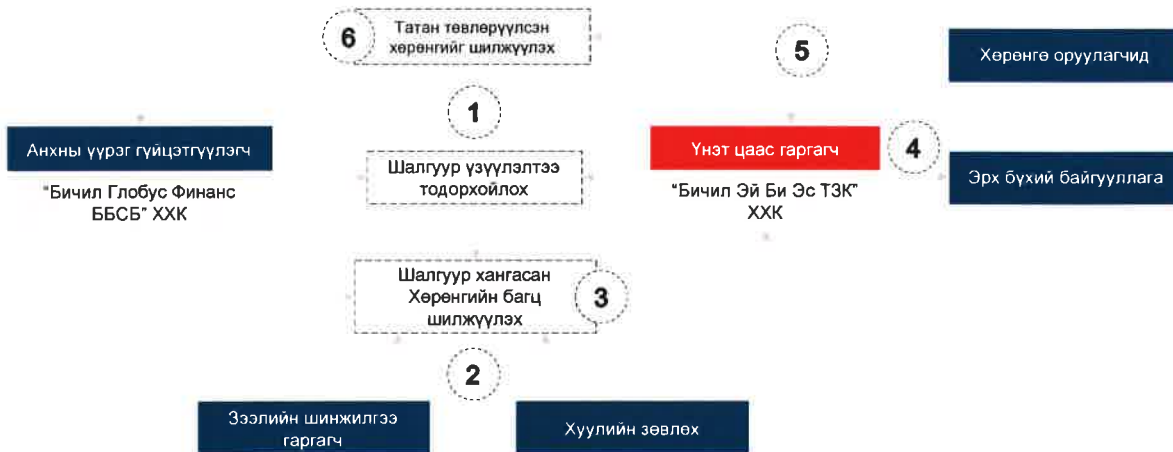 6
Татан төвлөрүүлсэн
хөрөнгийг шилжүүлэх
5
Хөрөнгө оруулагчид
1
Анхны үүрэг гүйцэтгүүлэгч
"Бичил Глобус Финанс
ББСБ" ХХК
Шалгуур үзүүлэлтээ
тодорхойлох
Үнэт цаас гаргагч
"Бичил Эй Би Эс ТЗК"
ХХК
4
Эрх бүхий байгууллага
Шалгуур хангасан
Хөрөнгийн багц
шилжүүлэх
3
2
Зээлийн шинжилгээ
гаргагч
Хуулийн зөвлөх